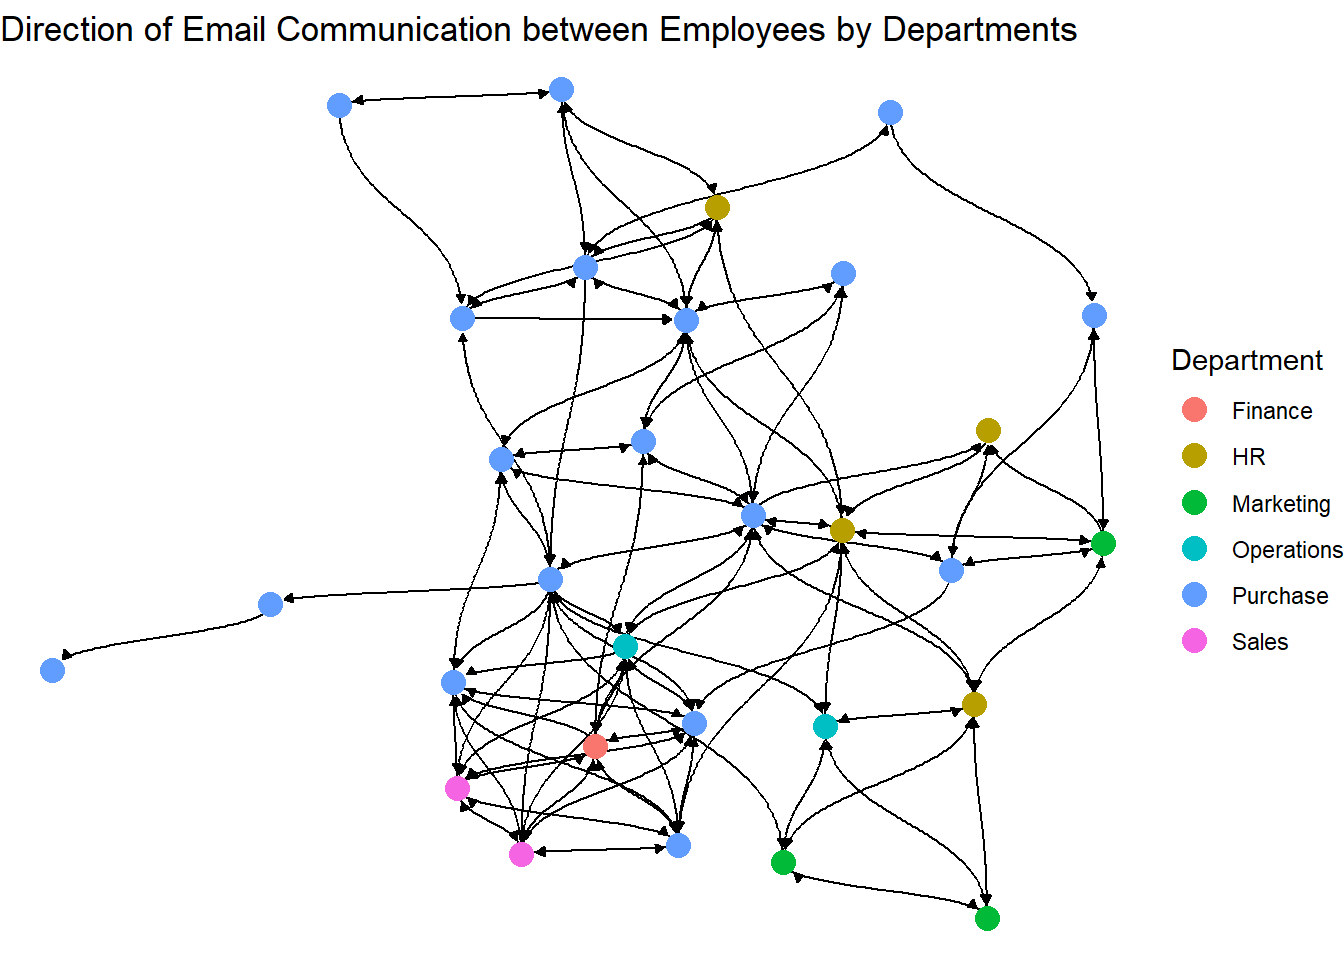 Direction of Email Communication between Employees by Departments
Department
Finance
HR
Marketing
Operations
Purchase
Sales